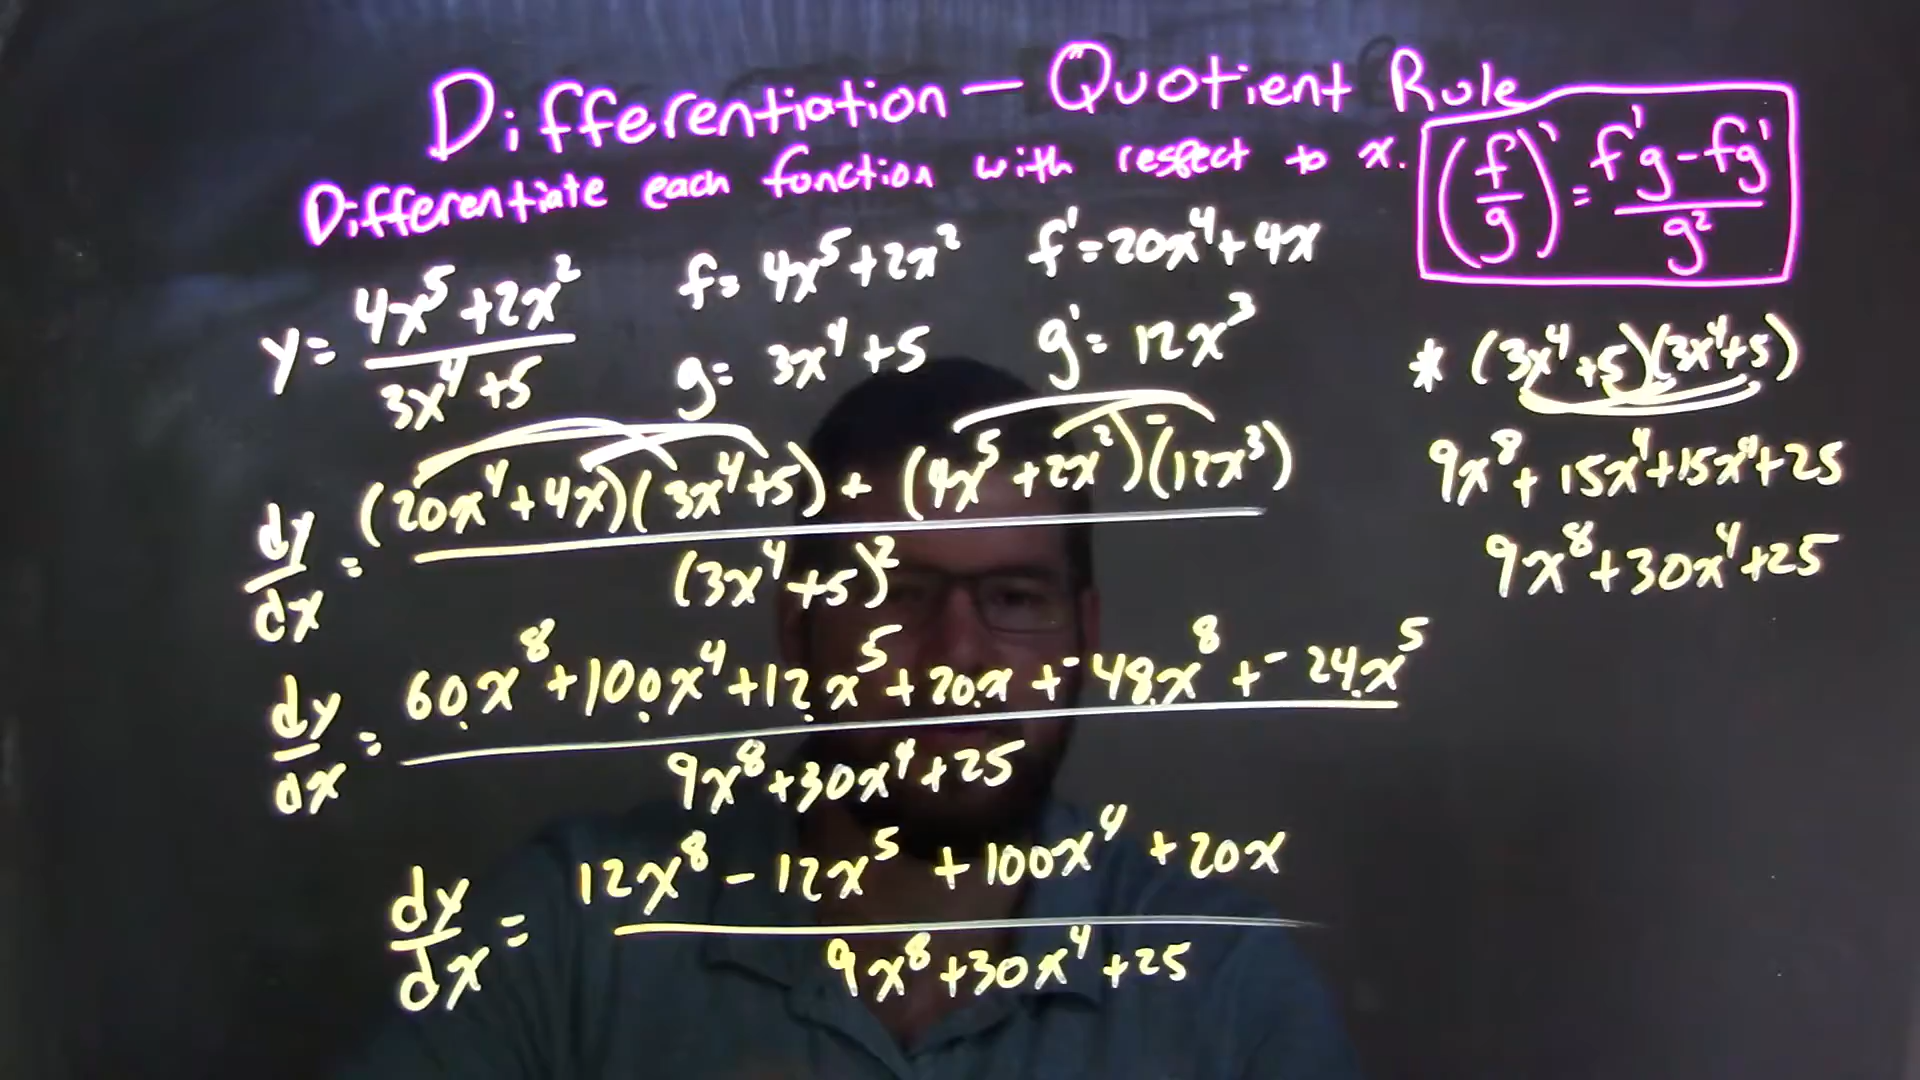 Differentiation — Quotient Rule
Differentiate each function with respect to x.
(f/g)' = (f'g - fg')/g²
y = (4x⁵+2x²)/(3x⁴+5)
f = 4x⁵+2x² f' = 20x⁴+4x
g = 3x⁴+5 g' = 12x³
* (3x⁴+5)(3x⁴+5)
9x⁸+15x⁴+15x⁴+25
9x⁸+30x⁴+25
dy/dx = ((20x⁴+4x)(3x⁴+5) + (4x⁵+2x²)(⁻12x³))/(3x⁴+5)²
dy/dx = (60x⁸+100x⁴+12x⁵+20x+⁻48x⁸+⁻24x⁵)/(9x⁸+30x⁴+25)
dy/dx = (12x⁸ - 12x⁵ + 100x⁴ + 20x)/(9x⁸+30x⁴+25)